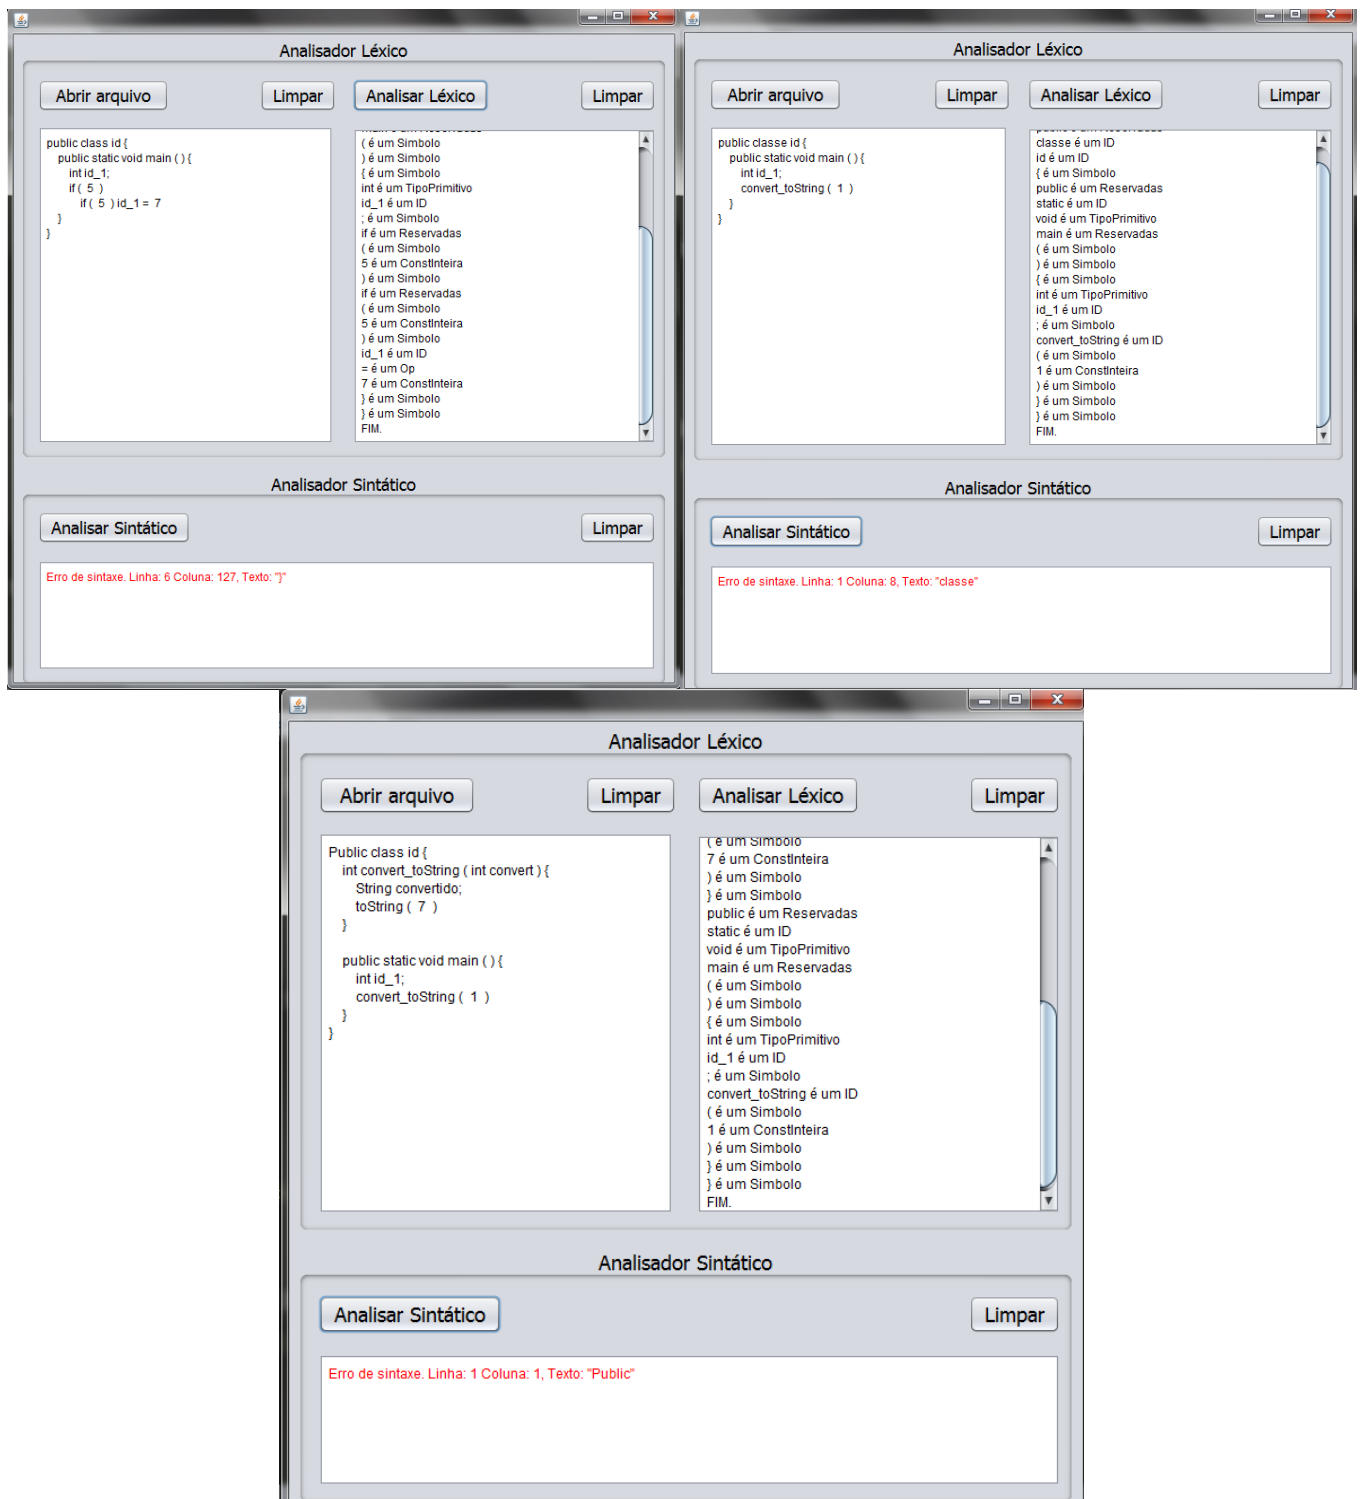 Analisador Léxico
Abrir arquivo
Limpar
Analisar Léxico
Limpar
public class id {
public static void main ( ) {
int id_1;
if ( 5 )
if ( 5 ) id_1 = 7
}
}
( é um Simbolo
) é um Simbolo
{ é um Simbolo
int é um TipoPrimitivo
id_1 é um ID
; é um Simbolo
if é um Reservadas
( é um Simbolo
5 é um ConstInteira
) é um Simbolo
if é um Reservadas
( é um Simbolo
5 é um ConstInteira
) é um Simbolo
id_1 é um ID
= é um Op
7 é um ConstInteira
} é um Simbolo
} é um Simbolo
FIM.
Analisador Sintático
Analisar Sintático
Limpar
Erro de sintaxe. Linha: 6 Coluna: 127, Texto: "}"
Analisador Léxico
Abrir arquivo
Limpar
Analisar Léxico
Limpar
public classe id {
public static void main ( ) {
int id_1;
convert_toString ( 1 )
}
}
classe é um ID
id é um ID
{ é um Simbolo
public é um Reservadas
static é um ID
void é um TipoPrimitivo
main é um Reservadas
( é um Simbolo
) é um Simbolo
{ é um Simbolo
int é um TipoPrimitivo
id_1 é um ID
; é um Simbolo
convert_toString é um ID
( é um Simbolo
1 é um ConstInteira
) é um Simbolo
} é um Simbolo
} é um Simbolo
FIM.
Analisador Sintático
Analisar Sintático
Limpar
Erro de sintaxe. Linha: 1 Coluna: 8, Texto: "classe"
Analisador Léxico
Abrir arquivo
Limpar
Analisar Léxico
Limpar
Public class id {
int convert_toString ( int convert ) {
String convertido;
toString ( 7 )
}
public static void main ( ) {
int id_1;
convert_toString ( 1 )
}
}
( é um Simbolo
7 é um ConstInteira
) é um Simbolo
} é um Simbolo
public é um Reservadas
static é um ID
void é um TipoPrimitivo
main é um Reservadas
( é um Simbolo
) é um Simbolo
{ é um Simbolo
int é um TipoPrimitivo
id_1 é um ID
; é um Simbolo
convert_toString é um ID
( é um Simbolo
1 é um ConstInteira
) é um Simbolo
} é um Simbolo
} é um Simbolo
FIM.
Analisador Sintático
Analisar Sintático
Limpar
Erro de sintaxe. Linha: 1 Coluna: 1, Texto: "Public"